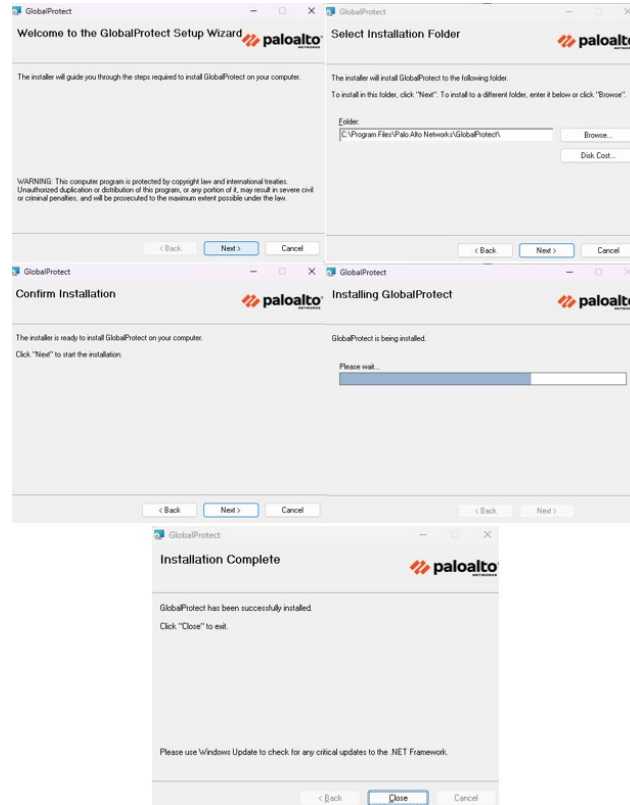 GlobalProtect
Welcome to the GlobalProtect Setup Wizard
paloalto
NETWORKS
The installer will guide you through the steps required to install GlobalProtect on your computer.
WARNING: This computer program is protected by copyright law and international treaties.
Unauthorized duplication or distribution of this program, or any portion of it, may result in severe civil
or criminal penalties, and will be prosecuted to the maximum extent possible under the law.
< Back Next > Cancel
GlobalProtect
Select Installation Folder
paloalto
NETWORKS
The installer will install GlobalProtect to the following folder.
To install in this folder, click "Next". To install to a different folder, enter it below or click "Browse".
Folder:
C:\Program Files\Palo Alto Networks\GlobalProtect\ Browse...
Disk Cost...
< Back Next > Cancel
GlobalProtect
Confirm Installation
paloalto
NETWORKS
The installer is ready to install GlobalProtect on your computer.
Click "Next" to start the installation.
< Back Next > Cancel
GlobalProtect
Installing GlobalProtect
paloalto
NETWORKS
GlobalProtect is being installed.
Please wait...
< Back Next >
GlobalProtect
Installation Complete
paloalto
NETWORKS
GlobalProtect has been successfully installed.
Click "Close" to exit.
Please use Windows Update to check for any critical updates to the .NET Framework.
< Back Close Cancel